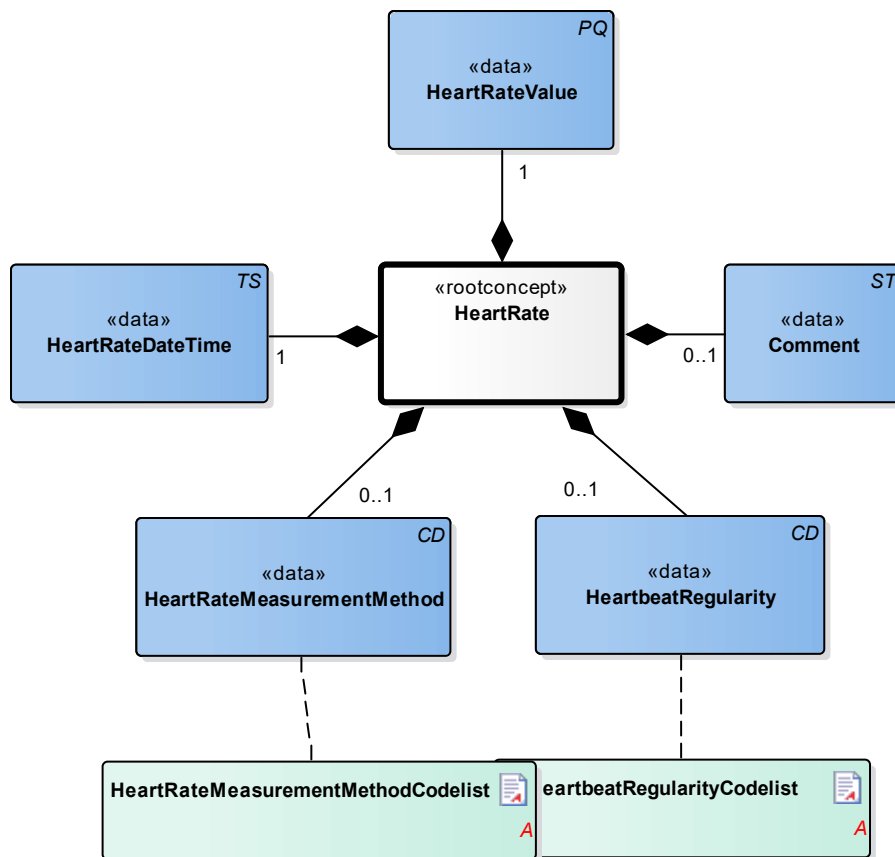 PQ
«data»
HeartRateValue
1
TS
«data»
HeartRateDateTime
1
«rootconcept»
HeartRate
ST
«data»
Comment
0..1
0..1
0..1
CD
«data»
HeartRateMeasurementMethod
CD
«data»
HeartbeatRegularity
HeartRateMeasurementMethodCodelist
A
eartbeatRegularityCodelist
A